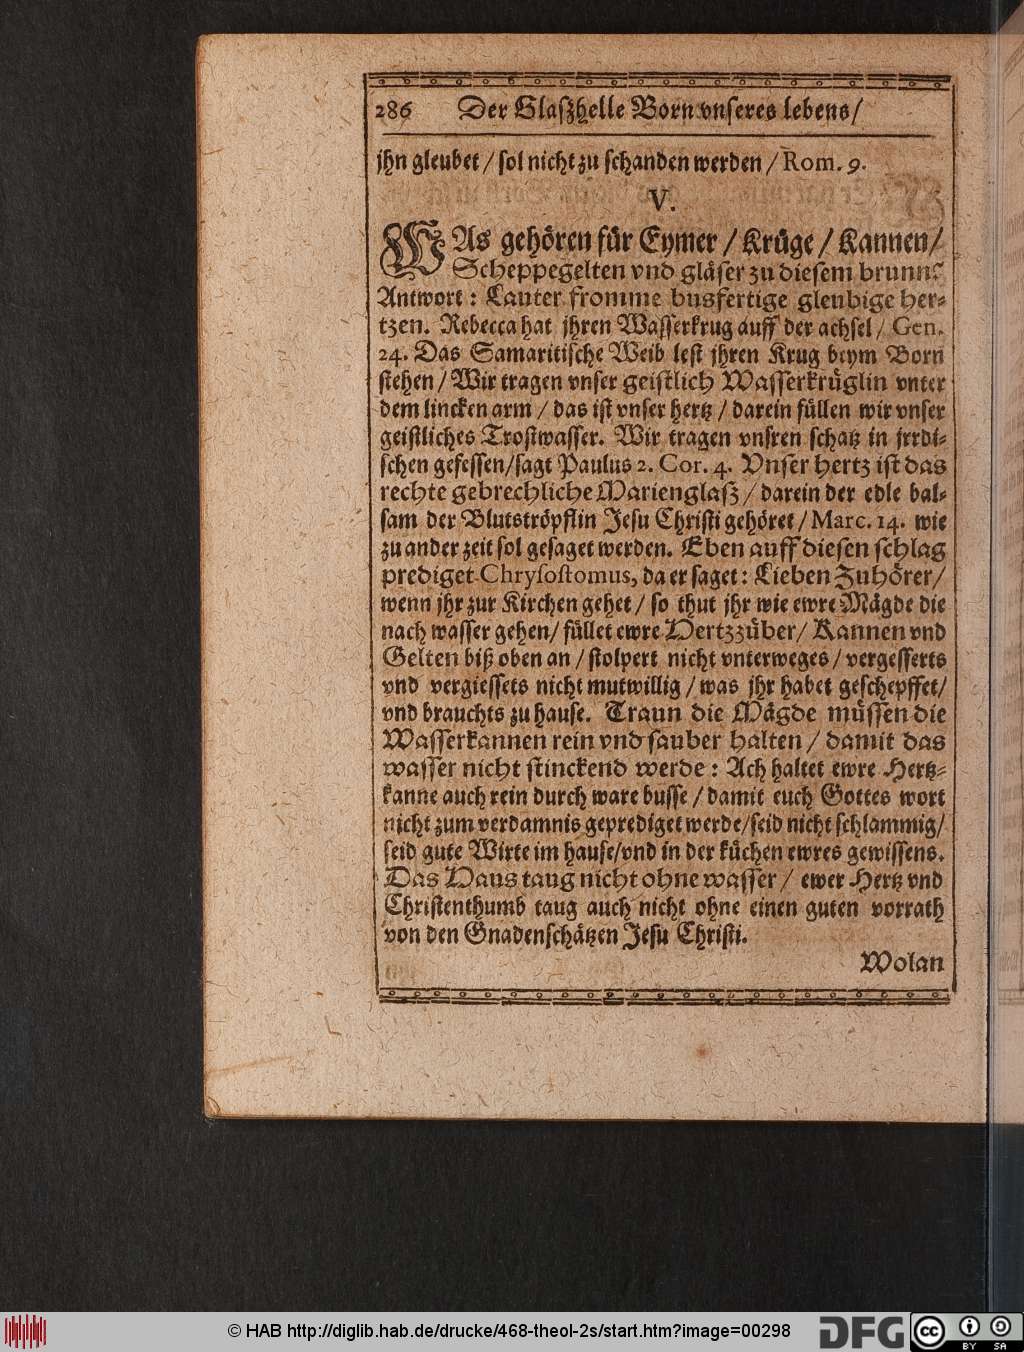 286 Der Glaſzhelle Born vnſeres lebens/
jhn gleubet / ſol nicht zu ſchanden werden / Rom. 9.
V.
WAs gehören für Eymer / Krüge / Kannen/
Scheppegelten vnd gläſer zu dieſem brunn?
Antwort: Lauter fromme busfertige gleubige her-
tzen. Rebecca hat jhren Waſſerkrug auff der achſel / Gen.
24. Das Samaritiſche Weib leſt jhren Krug beym Born
ſtehen / Wir tragen vnſer geiſtlich Waſſerkrüglin vnter
dem lincken arm / das iſt vnſer hertz / darein füllen wir vnſer
geiſtliches Troſtwaſſer. Wir tragen vnſren ſchatz in jrrdi-
ſchen gefeſſen/ſagt Paulus 2. Cor. 4. Vnſer hertz iſt das
rechte gebrechliche Marienglaſz / darein der edle bal-
ſam der Blutströpflin Jeſu Chriſti gehöret / Marc. 14. wie
zu ander zeit ſol geſaget werden. Eben auff dieſen ſchlag
prediget Chryſoſtomus, da er ſaget: Lieben Zuhörer/
wenn jhr zur Kirchen gehet / ſo thut jhr wie ewre Mägde die
nach waſſer gehen/ füllet ewre Hertzzüber/ Kannen vnd
Gelten biß oben an / ſtolpert nicht vnterweges / vergeſſerts
vnd vergieſſets nicht mutwillig / was jhr habet geſchepffet/
vnd brauchts zu hauſe. Traun die Mägde müſſen die
Waſſerkannen rein vnd ſauber halten / damit das
waſſer nicht ſtinckend werde: Ach haltet ewre Hertz-
kanne auch rein durch ware buſſe / damit euch Gottes wort
nicht zum verdamnis geprediget werde/ſeid nicht ſchlammig/
ſeid gute Wirte im hauſe/vnd in der küchen ewres gewiſſens.
Das Haus taug nicht ohne waſſer / ewer Hertz vnd
Chriſtenthumb taug auch nicht ohne einen guten vorrath
von den Gnadenſchätzen Jeſu Chriſti.
Wolan
© HAB http://diglib.hab.de/drucke/468-theol-2s/start.htm?image=00298 DFG cc BY SA